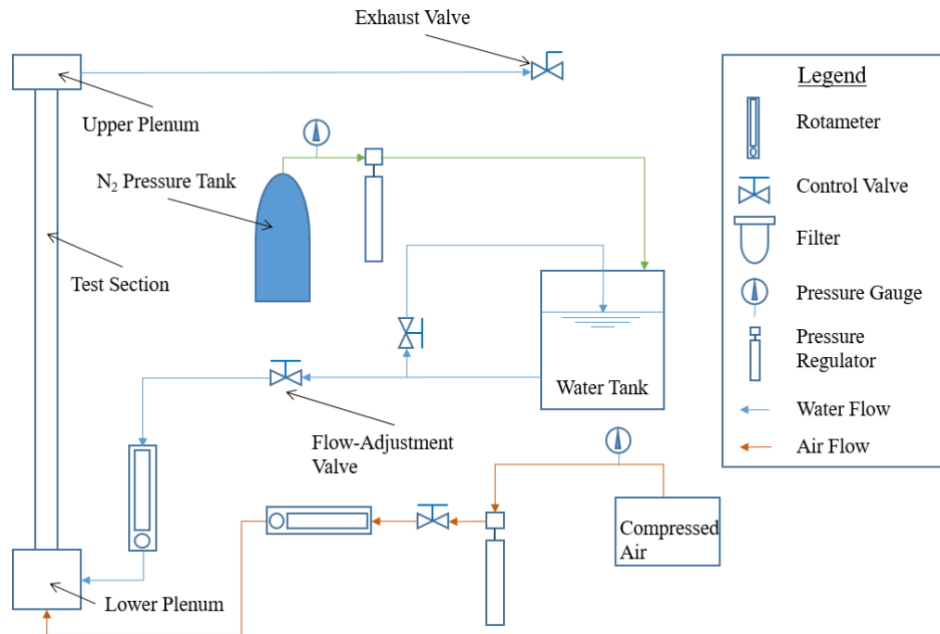 Exhaust Valve
Upper Plenum
N₂ Pressure Tank
Test Section
Water Tank
Flow-Adjustment
Valve
Compressed
Air
Lower Plenum
Legend
Rotameter
Control Valve
Filter
Pressure Gauge
Pressure
Regulator
Water Flow
Air Flow